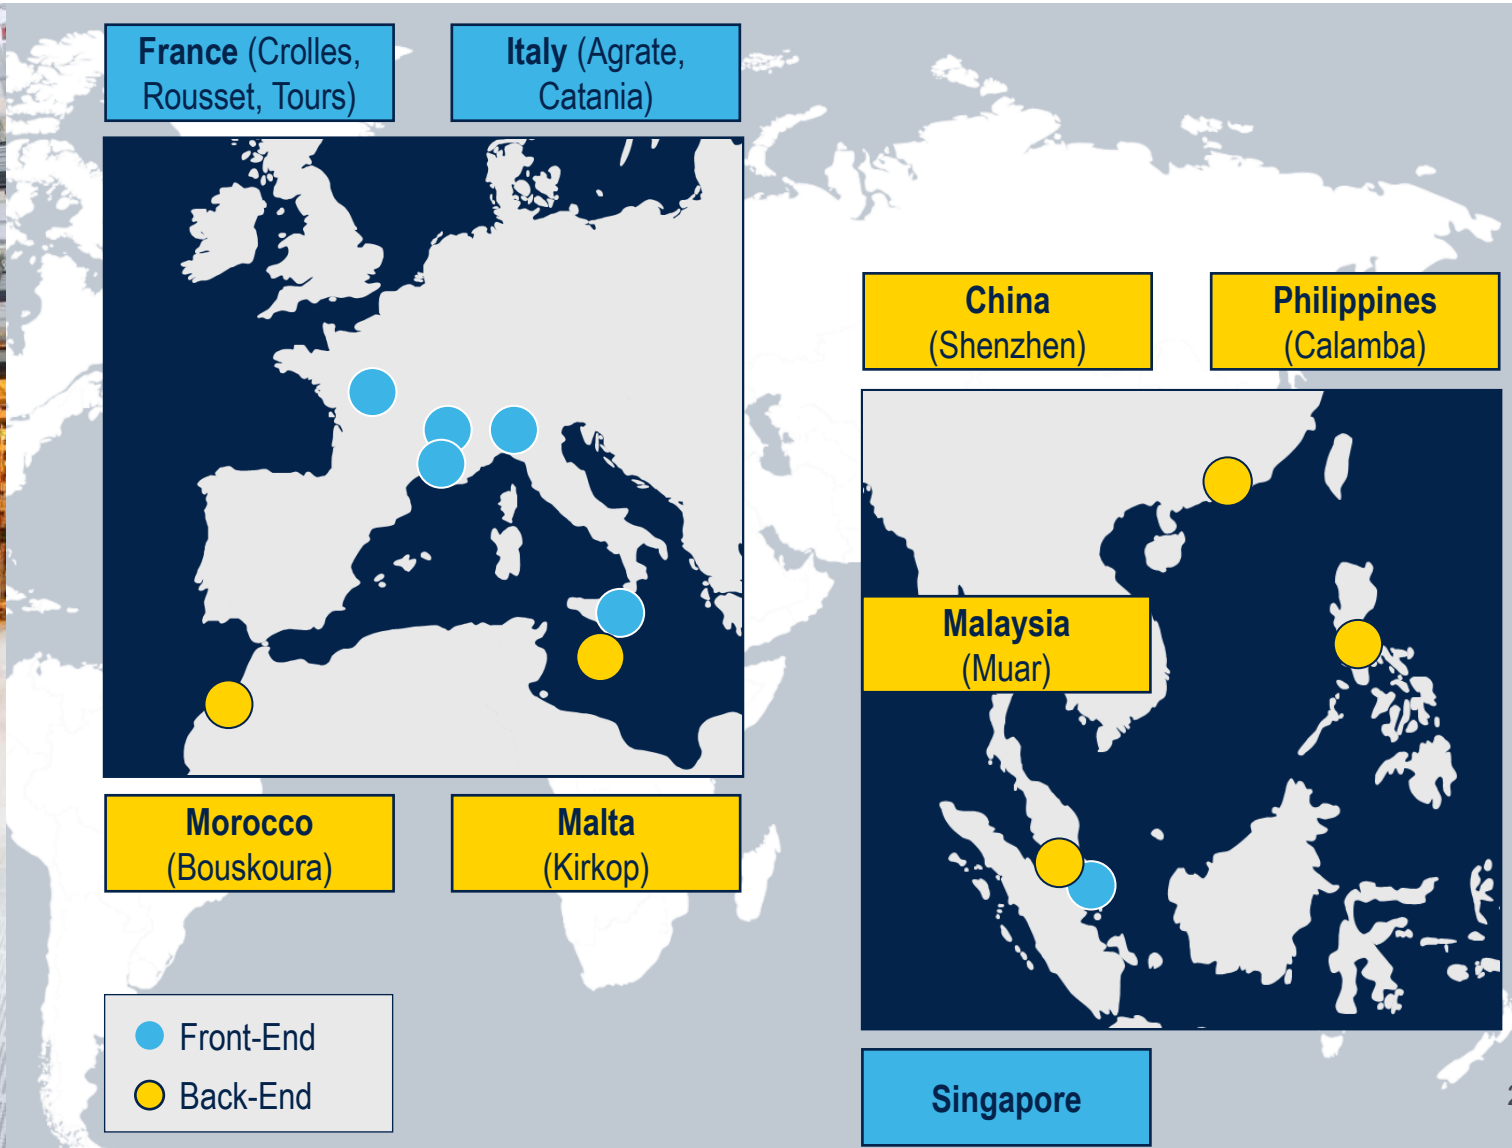 France (Crolles,
Rousset, Tours)
Italy (Agrate,
Catania)
China
(Shenzhen)
Philippines
(Calamba)
Malaysia
(Muar)
Morocco
(Bouskoura)
Malta
(Kirkop)
Front-End
Back-End
Singapore